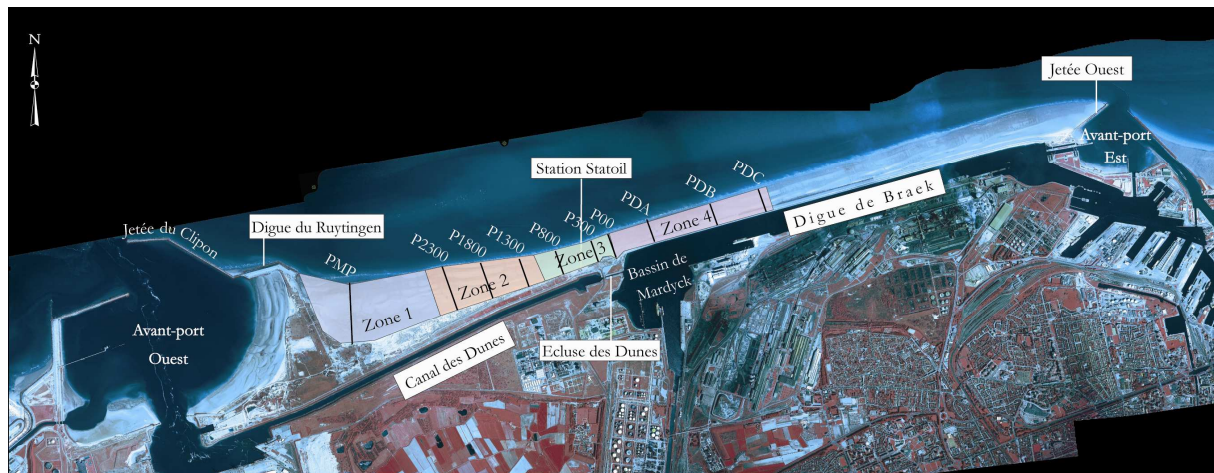 N
Jetée Ouest
Avant-port
Est
Station Statoil
PDC
PDB
PDA
P00
P300
P800
P1300
P1800
P2300
PMP
Jetée du Clipon
Digue du Ruytingen
Zone 1
Zone 2
Zone 3
Zone 4
Digue de Braek
Bassin de
Mardyck
Avant-port
Ouest
Canal des Dunes
Ecluse des Dunes